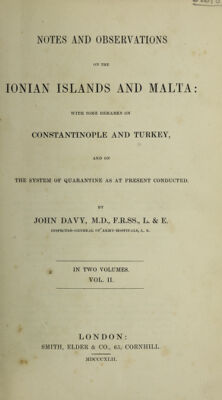 NOTES AND OBSERVATIONS
ON THE
IONIAN ISLANDS AND MALTA:
WITH SOME REMARKS ON
CONSTANTINOPLE AND TURKEY,
AND ON
THE SYSTEM OF QUARANTINE AS AT PRESENT CONDUCTED.
BY
JOHN DAVY, M.D., F.R.SS., L. & E.
INSPECTOR-GENERAL OF ARMY HOSPITALS, L. R.
IN TWO VOLUMES.
VOL. II.
LONDON:
SMITH, ELDER & CO., 65, CORNHILL.
MDCCCXLII.